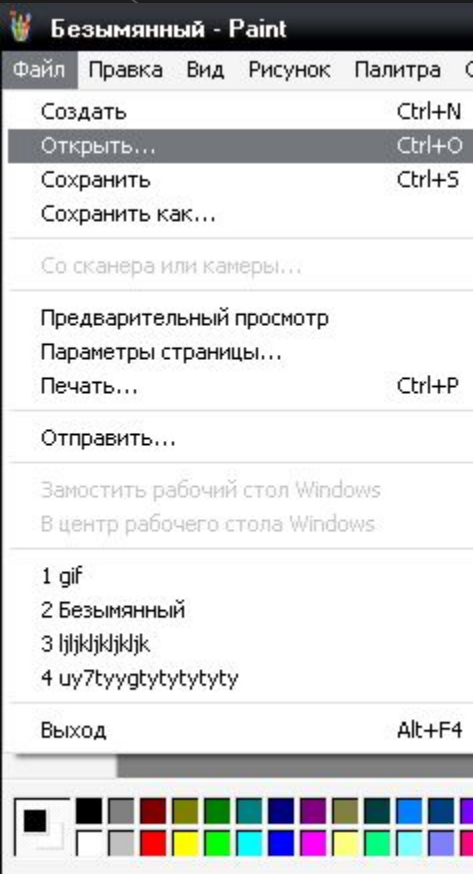 Безымянный - Paint
Файл Правка Вид Рисунок Палитра
Создать Ctrl+N
Открыть... Ctrl+O
Сохранить Ctrl+S
Сохранить как...
Со сканера или камеры...
Предварительный просмотр
Параметры страницы...
Печать... Ctrl+P
Отправить...
Замостить рабочий стол Windows
В центр рабочего стола Windows
1 gif
2 Безымянный
3 ljljkljkljkljk
4 uy7tyygtytytytyty
Выход Alt+F4